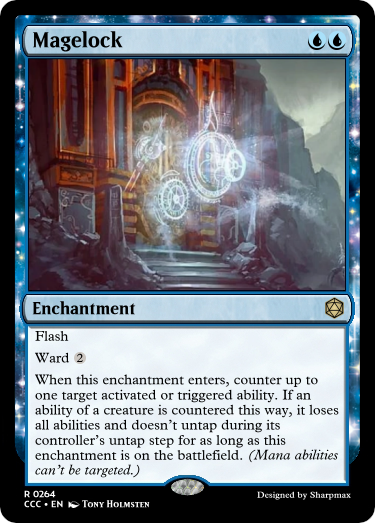 Magelock
Enchantment
Flash
Ward 2
When this enchantment enters, counter up to
one target activated or triggered ability. If an
ability of a creature is countered this way, it loses
all abilities and doesn't untap during its
controller's untap step for as long as this
enchantment is on the battlefield. (Mana abilities
can't be targeted.)
R 0264
CCC • EN Tony Holmsten
Designed by Sharpmax